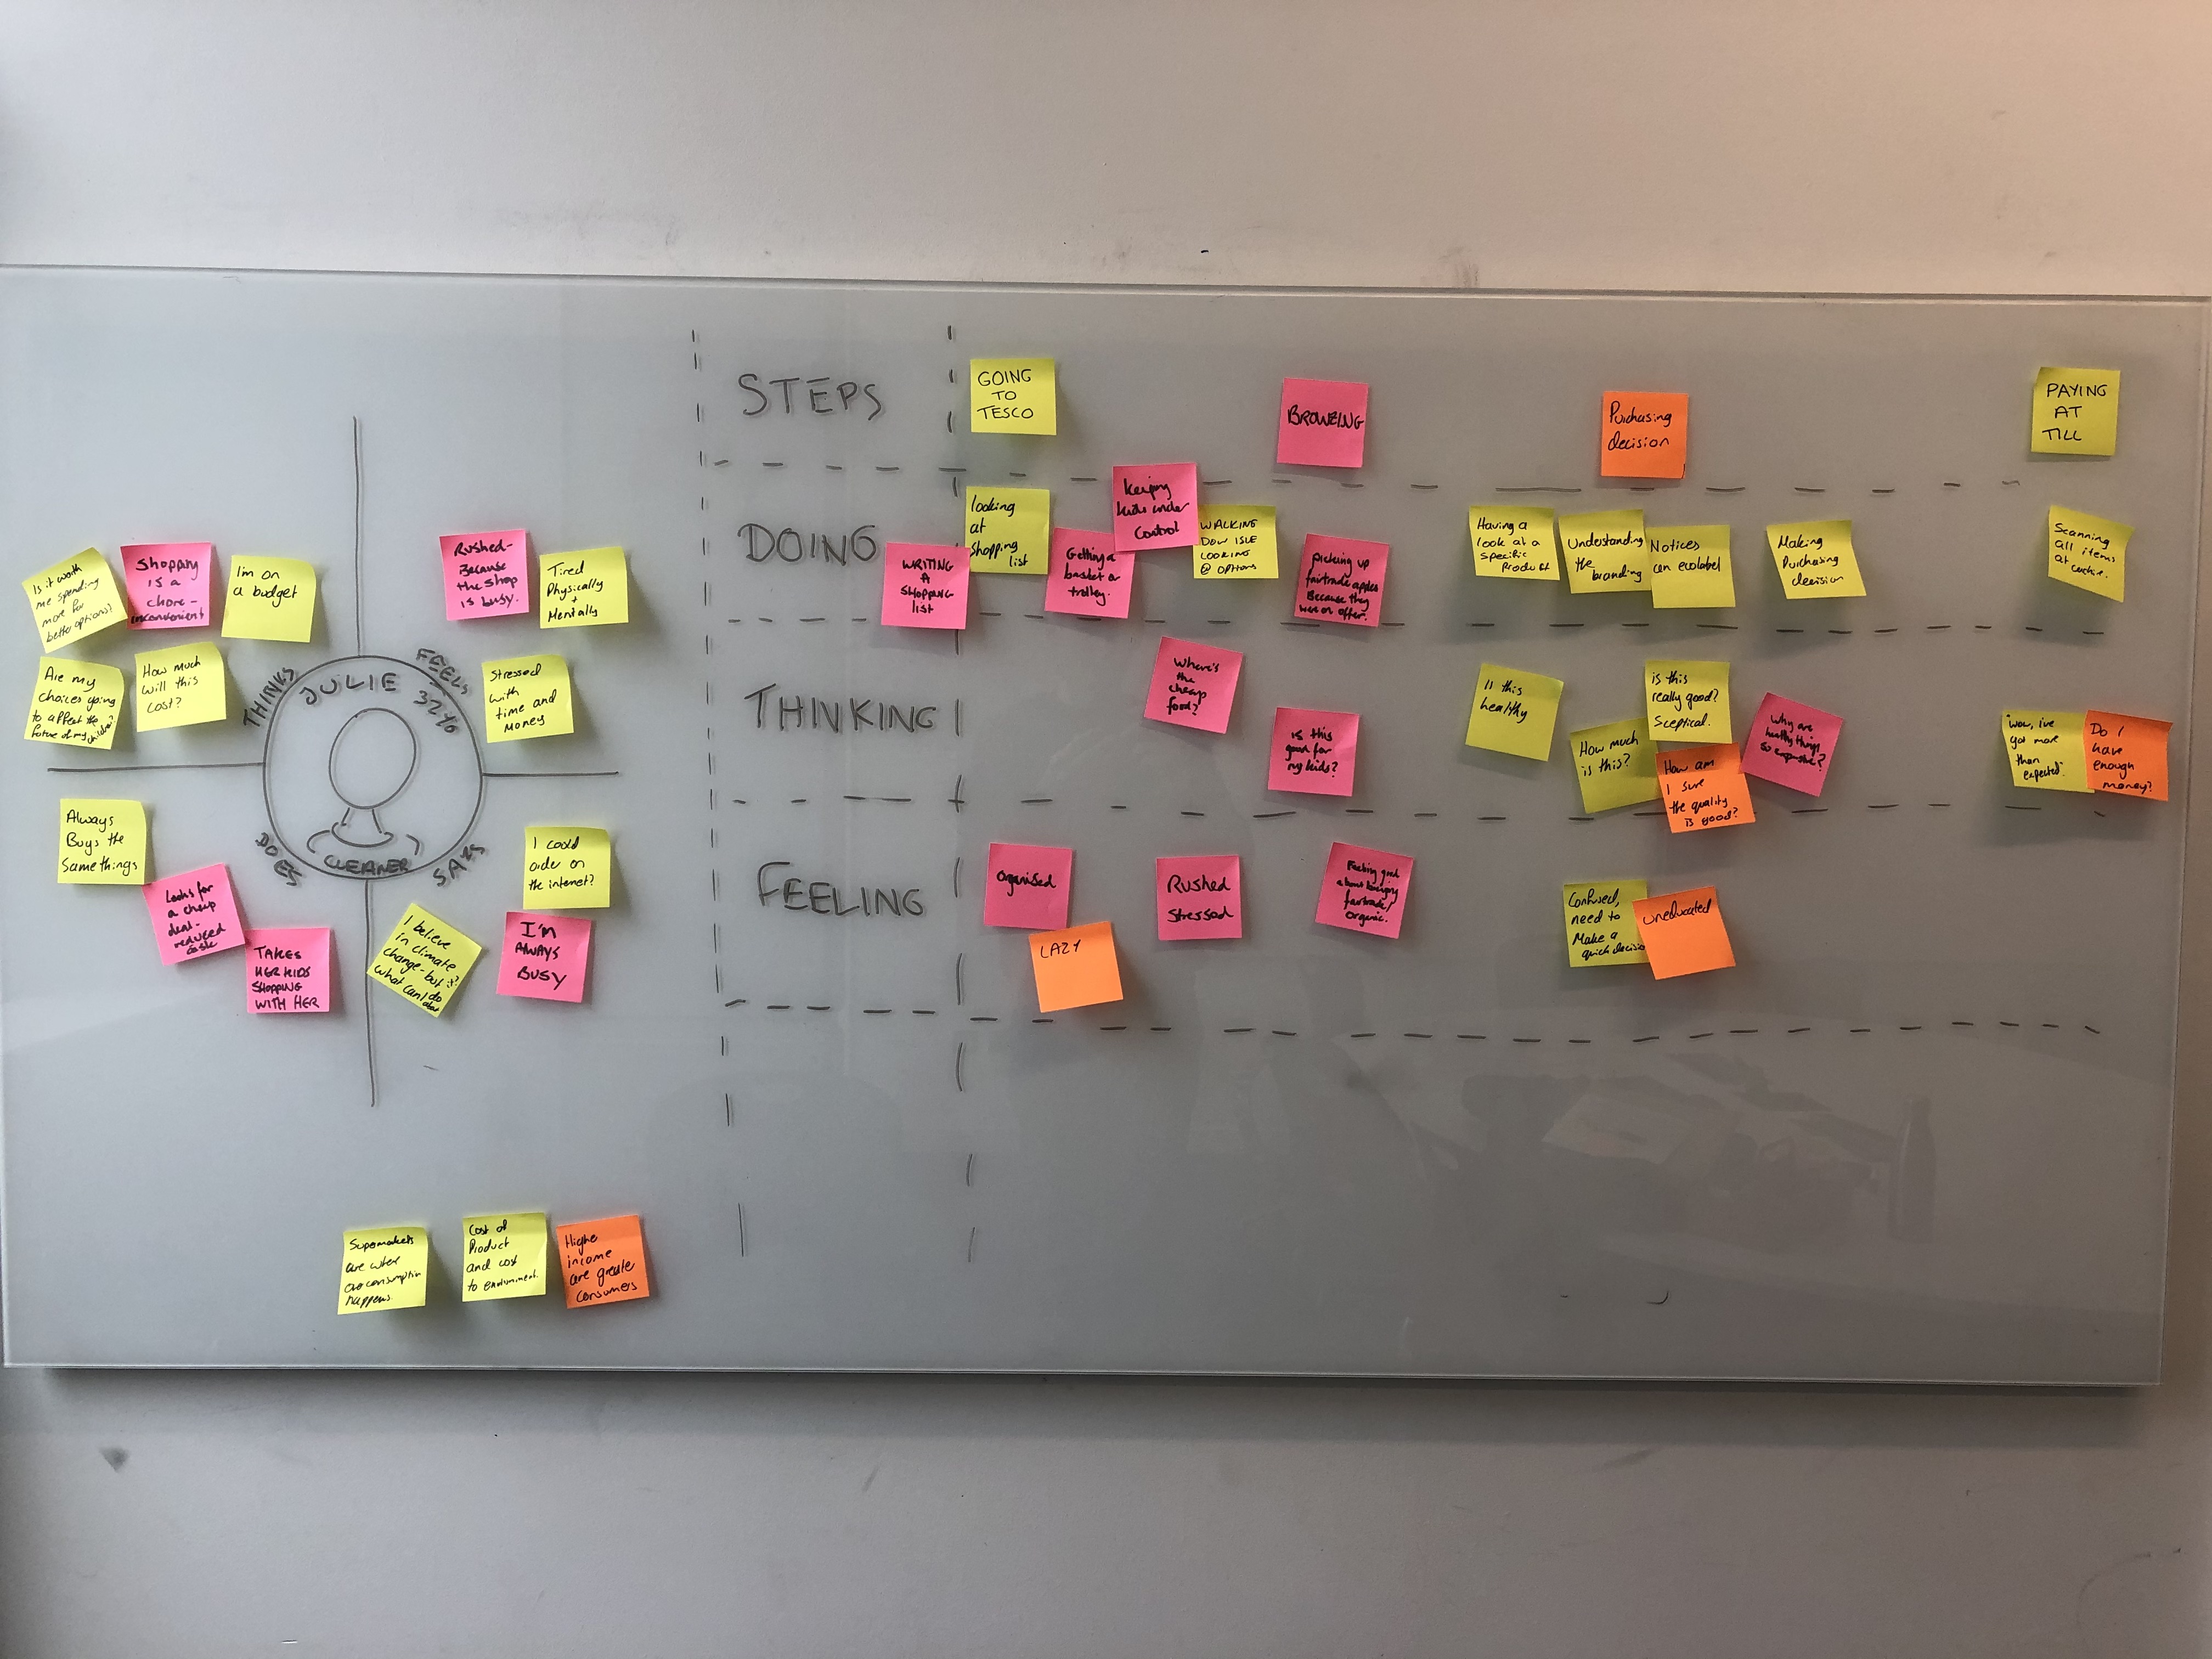 Is it worth
me spending
more for
better options?
Shopping
is a
chore -
inconvenient
I'm on
a budget
Are my
choices going
to affect the
future of my children?
How much
will this
cost?
Rushed-
Because
the shop
is busy.
Tired
Physically
+
Mentally
Stressed
with
time and
money
THINKS
FEELS
JULIE
32 yo
CLEANER
DOES
SAYS
Always
Buys the
Same things
Looks for
a cheap
deal-
reduced
TAKES
HER KIDS
SHOPPING
WITH HER
I could
order on
the internet?
I believe
in climate
change - but
what can I do
about it?
I'm
ALWAYS
BUSY
Supermarkets
are where
overconsumption
happens.
Cost of
Product
and cost
to environment.
Highe
income
are greate
consumers
STEPS
GOING
TO
TESCO
BROWZING
Purchasing
decision
PAYING
AT
TILL
DOING
WRITING
A
SHOPPING
LIST
looking
at
shopping
list
Getting a
basket or
trolley.
keeping
kids under
control
WALKING
DOW ISLE
LOOKING
@ OPTIONS
picking up
fairtrade apples
Because they
were on offer.
Having a
look at a
specific
Product
Understanding
the
branding
Notices
an ecolabel
Making
Purchasing
decision
Scanning
all items
at
THINKING
Where's
the
cheap
food?
is this
good for
my kids?
Is this
healthy
How much
is this?
is this
really good?
Sceptical.
How am
I sure
the quality
is good?
Why are
healthy things
so expensive?
"wow, ive
got more
than
expected"
Do I
have
enough
money?
FEELING
Organised
LAZY
Rushed
Stressed
Feeling good
about buying
fairtrade/
organic.
Confused,
need to
Make a
quick decision
uneducated